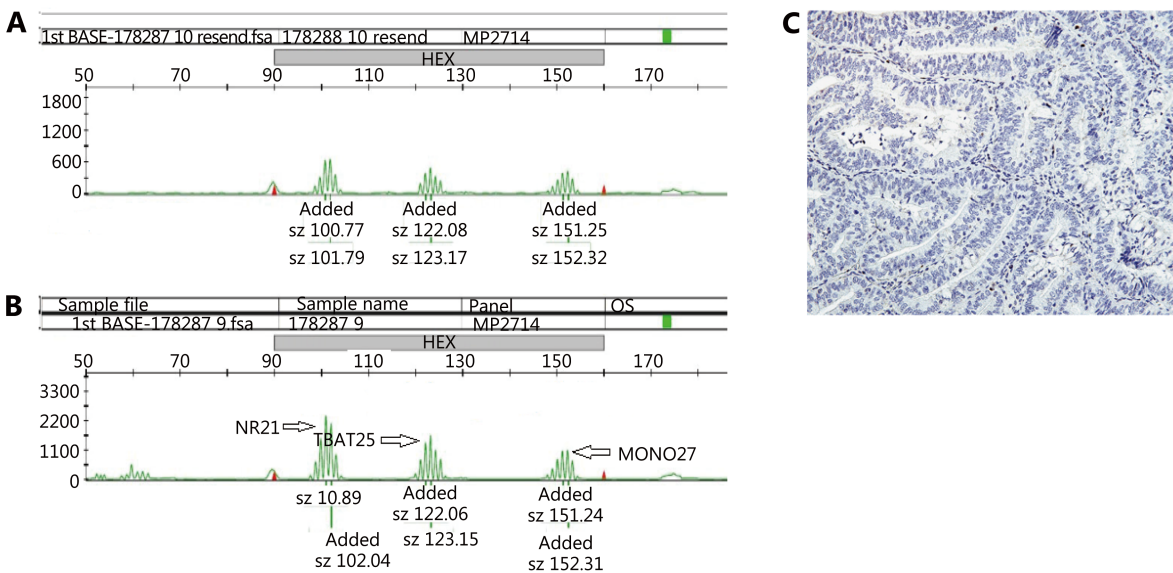 A
1st BASE-178287 10 resend.fsa 178288 10 resend MP2714
HEX
50 70 90 110 130 150 170
1800
1200
600
0
Added Added Added
sz 100.77 sz 122.08 sz 151.25
sz 101.79 sz 123.17 sz 152.32
B
Sample file Sample name Panel OS
1st BASE-178287 9.fsa 178287 9 MP2714
HEX
50 70 90 110 130 150 170
3300
2200
1100
0
NR21
TBAT25
MONO27
sz 10.89
Added
sz 102.04
Added
sz 122.06
sz 123.15
Added
sz 151.24
Added
sz 152.31
C